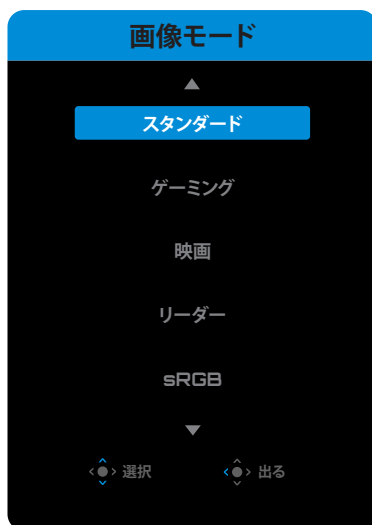 画像モード
スタンダード
ゲーミング
映画
リーダー
sRGB
選択 出る